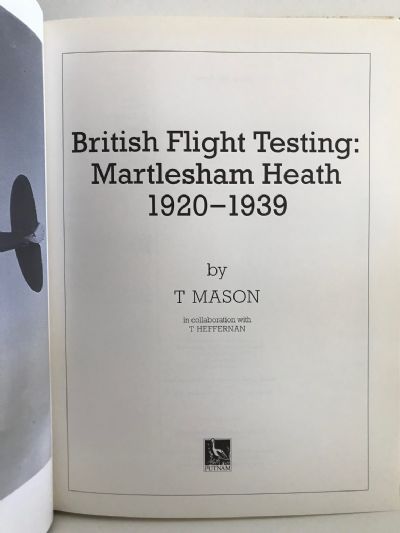 British Flight Testing:
Martlesham Heath
1920–1939
by
T MASON
in collaboration with
T HEFFERNAN
PUTNAM